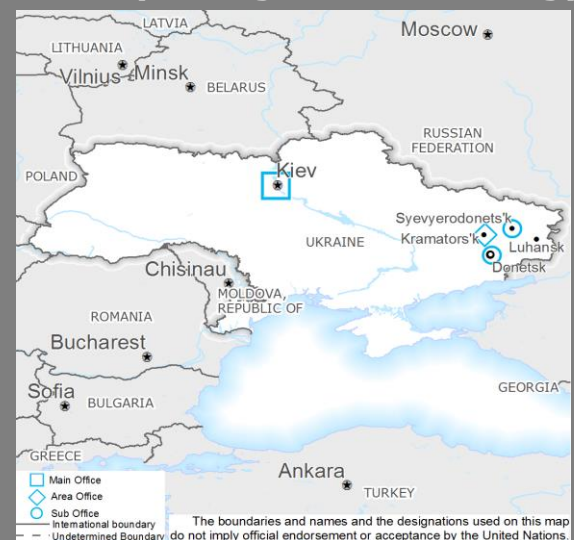 LATVIA
Moscow
LITHUANIA
Vilnius
Minsk
BELARUS
RUSSIAN
FEDERATION
POLAND
Kiev
Syevyerodonets'k
Kramators'k
Luhansk
UKRAINE
Donetsk
Chisinau
MOLDOVA,
REPUBLIC OF
ROMANIA
Bucharest
Sofia
BULGARIA
GEORGIA
GREECE
Ankara
TURKEY
Main Office
Area Office
Sub Office
International boundary
Undetermined Boundary
The boundaries and names and the designations used on this map
do not imply official endorsement or acceptance by the United Nations.